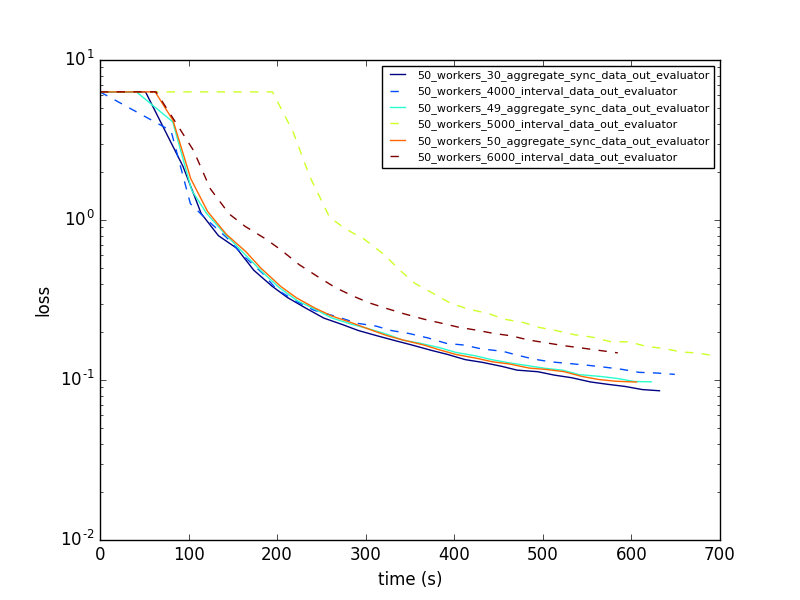 10^1
50_workers_30_aggregate_sync_data_out_evaluator
50_workers_4000_interval_data_out_evaluator
50_workers_49_aggregate_sync_data_out_evaluator
50_workers_5000_interval_data_out_evaluator
50_workers_50_aggregate_sync_data_out_evaluator
50_workers_6000_interval_data_out_evaluator
10^0
loss
10^-1
10^-2
0 100 200 300 400 500 600 700
time (s)